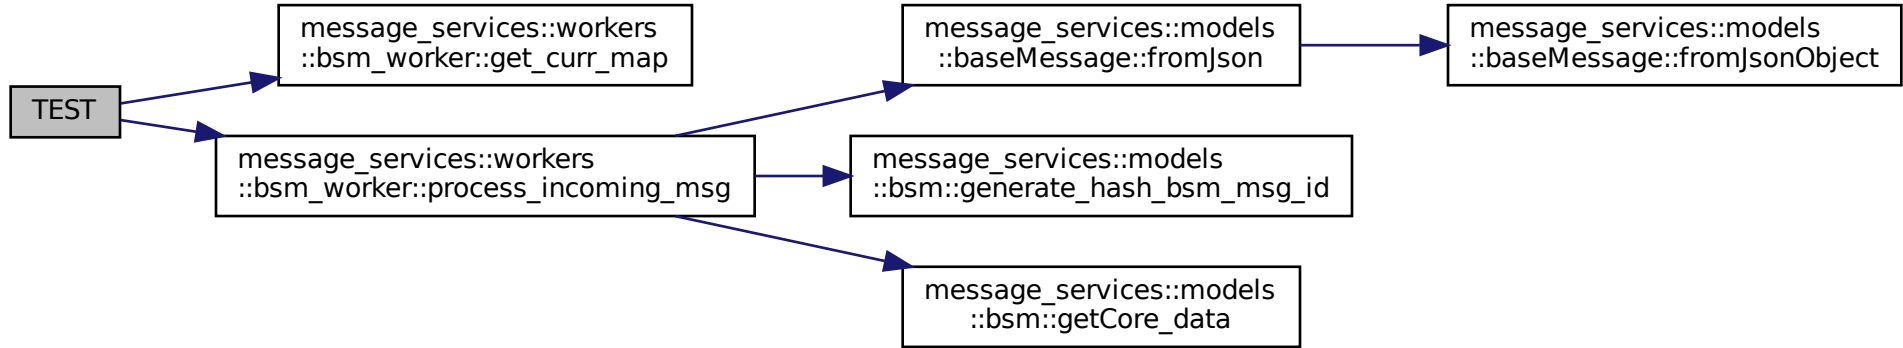 TEST
message_services::workers
::bsm_worker::get_curr_map
message_services::workers
::bsm_worker::process_incoming_msg
message_services::models
::baseMessage::fromJson
message_services::models
::baseMessage::fromJsonObject
message_services::models
::bsm::generate_hash_bsm_msg_id
message_services::models
::bsm::getCore_data